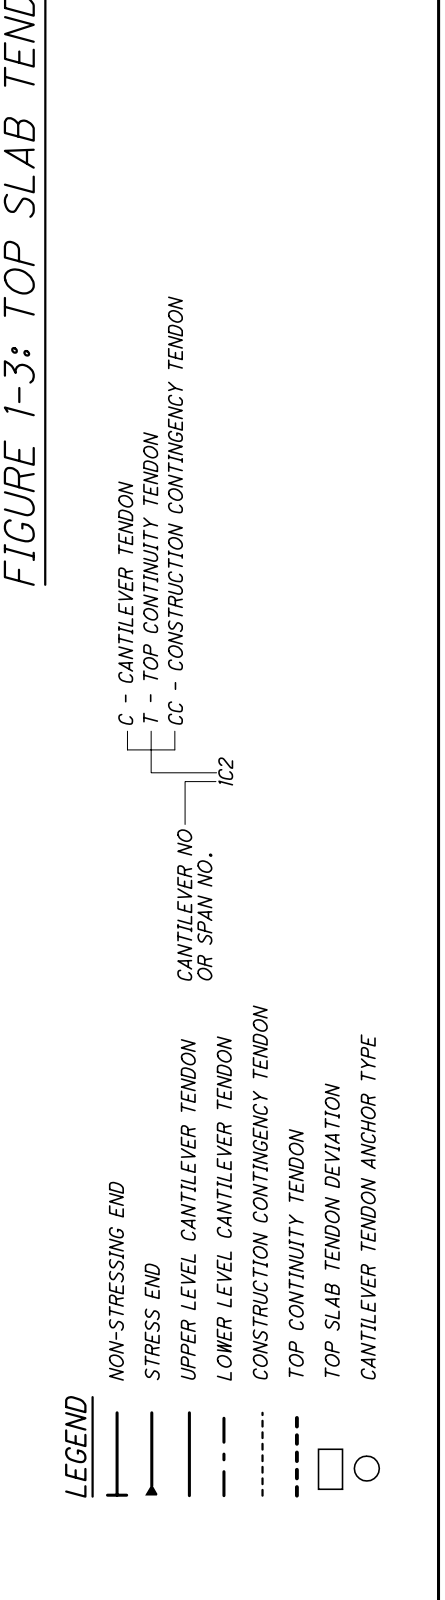 FIGURE 1-3: TOP SLAB TEND
C - CANTILEVER TENDON
T - TOP CONTINUITY TENDON
CC - CONSTRUCTION CONTINGENCY TENDON
1C2
CANTILEVER NO
OR SPAN NO.
LEGEND
NON-STRESSING END
STRESS END
UPPER LEVEL CANTILEVER TENDON
LOWER LEVEL CANTILEVER TENDON
CONSTRUCTION CONTINGENCY TENDON
TOP CONTINUITY TENDON
TOP SLAB TENDON DEVIATION
CANTILEVER TENDON ANCHOR TYPE